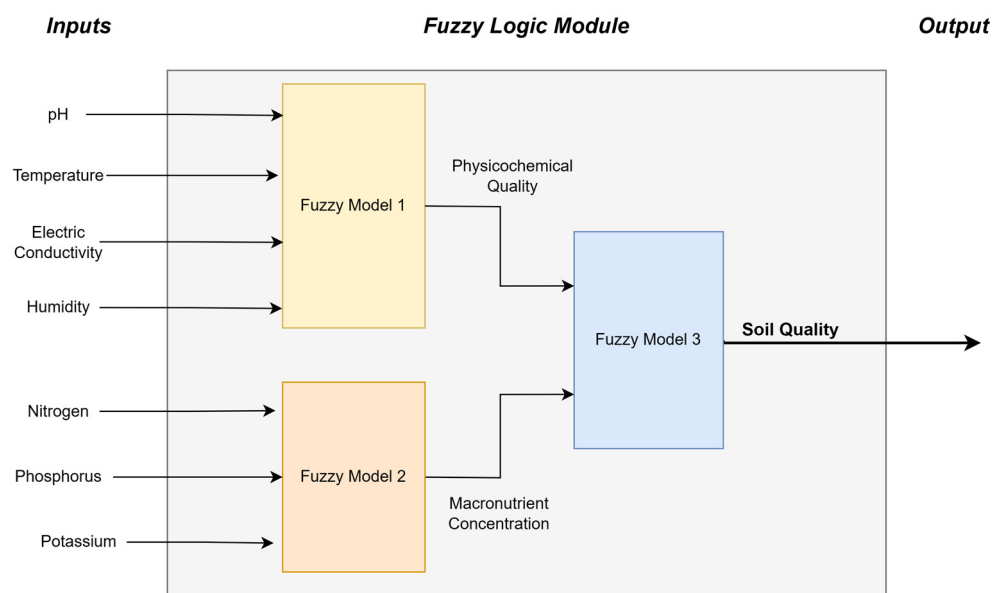 Inputs
Fuzzy Logic Module
Output
pH
Temperature
Electric
Conductivity
Humidity
Fuzzy Model 1
Physicochemical
Quality
Fuzzy Model 3
Soil Quality
Nitrogen
Phosphorus
Potassium
Fuzzy Model 2
Macronutrient
Concentration